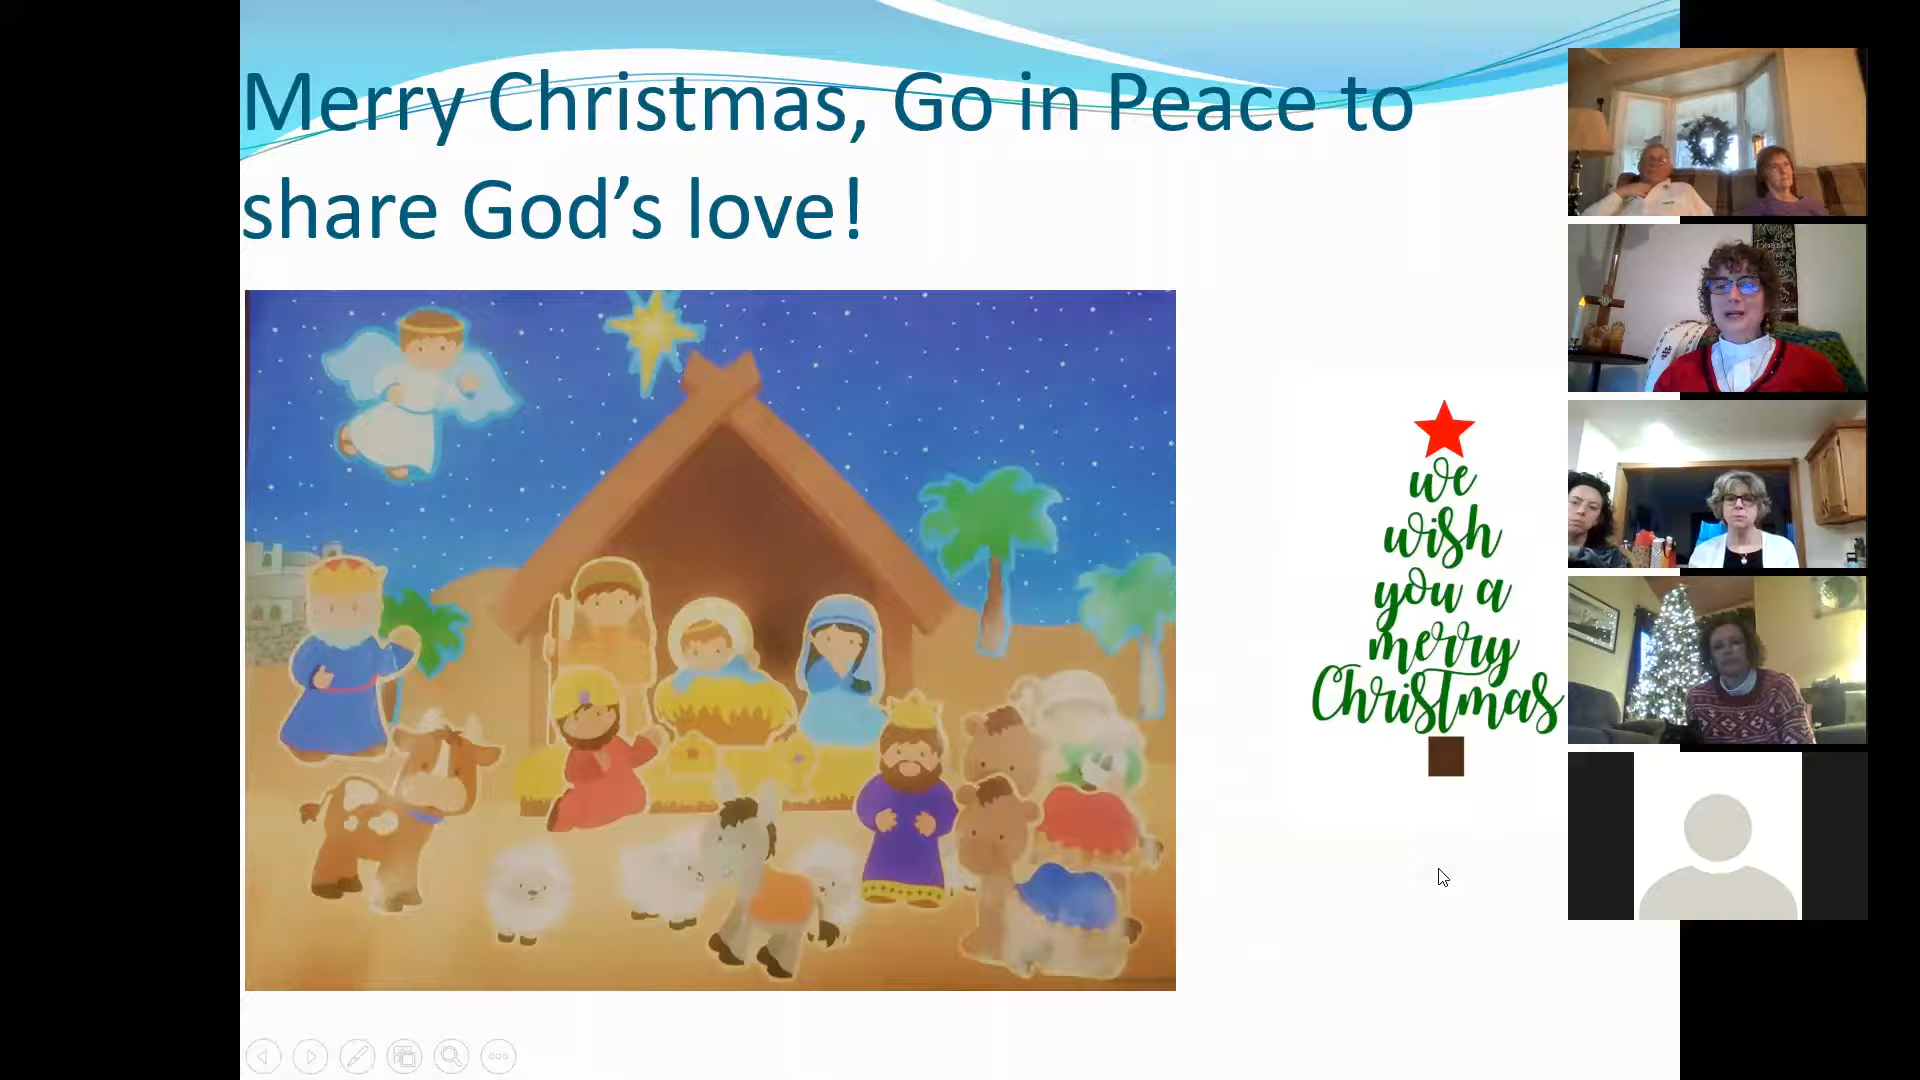 Merry Christmas, Go in Peace to
share God’s love!
we
wish
you a
merry
Christmas